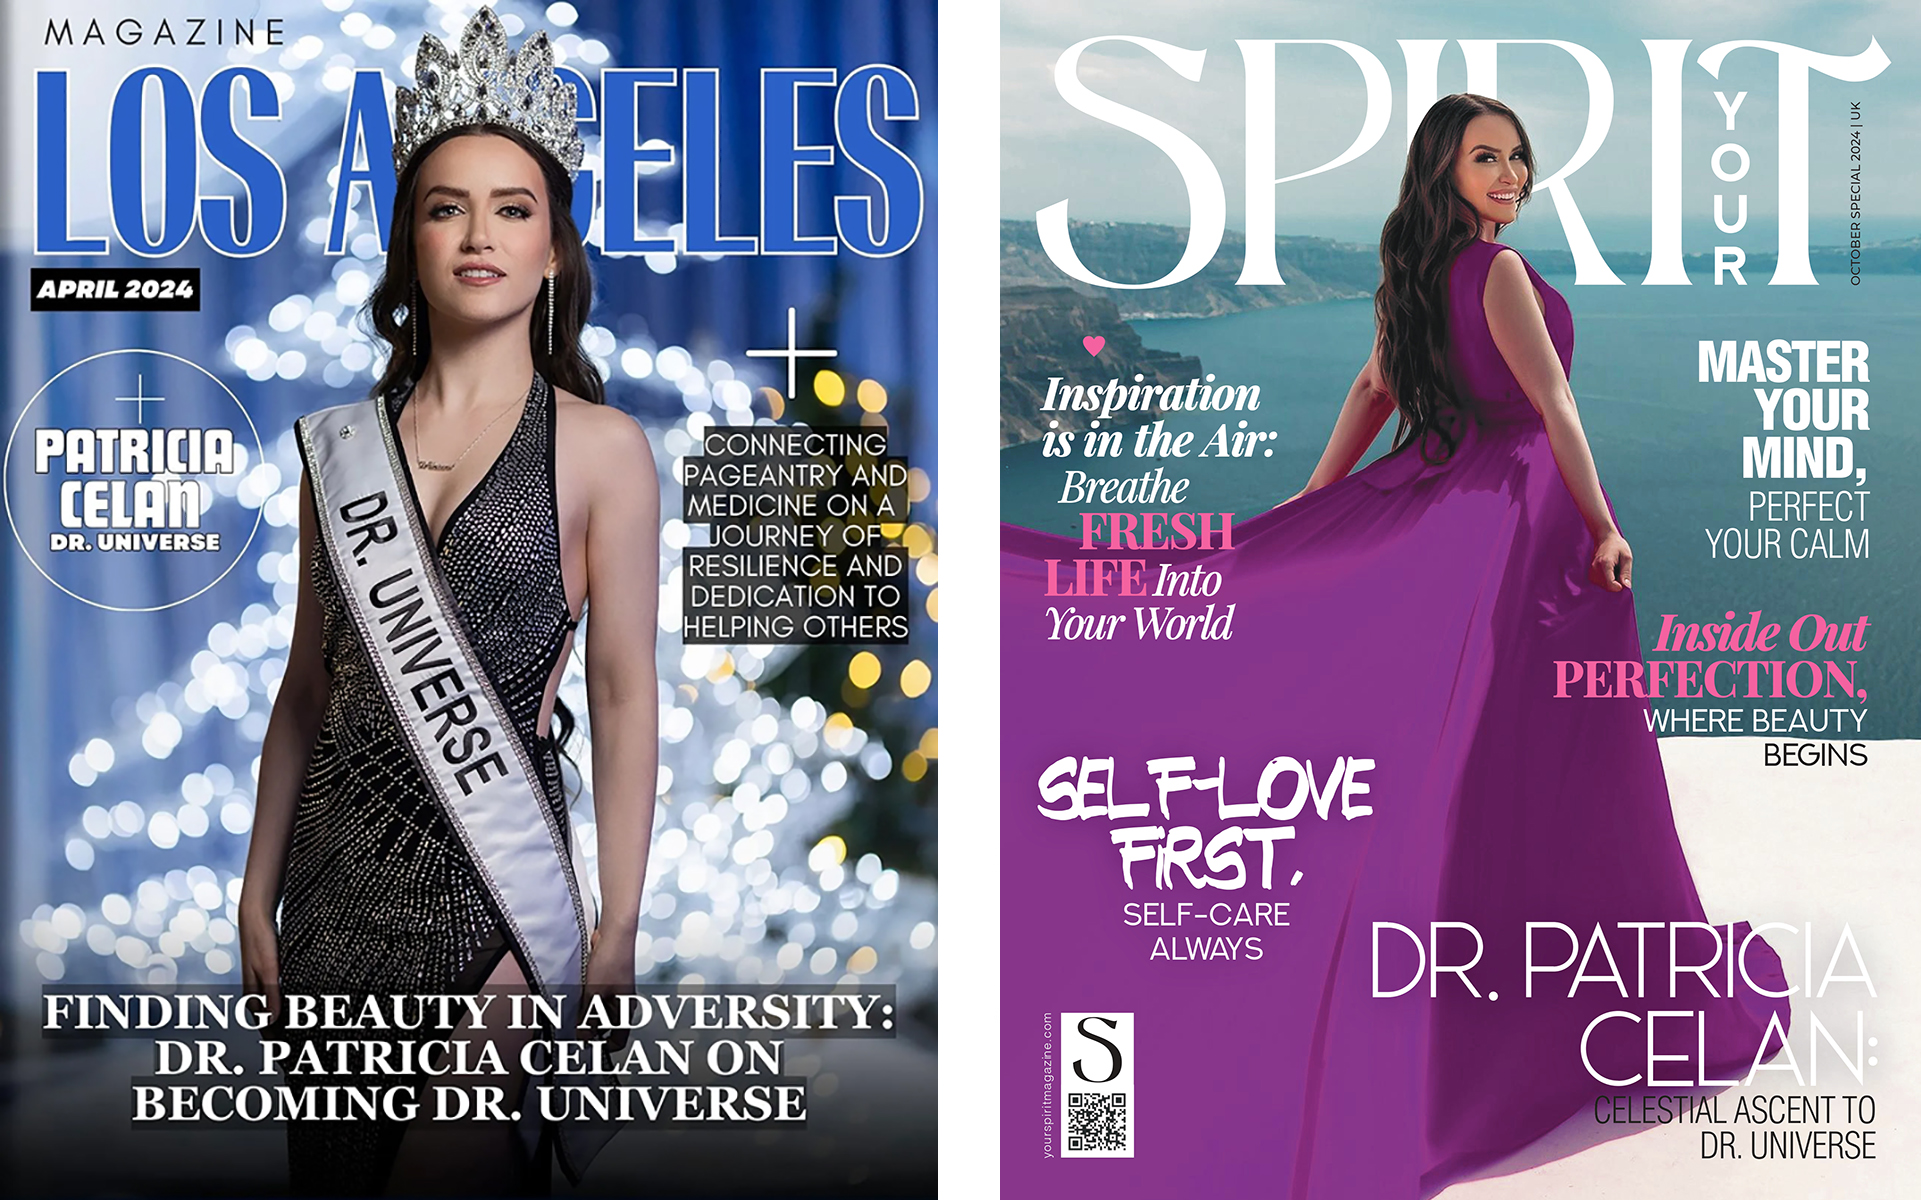 MAGAZINE
LOS ANGELES
APRIL 2024
PATRICIA
CELAN
DR. UNIVERSE
CONNECTING
PAGEANTRY AND
MEDICINE ON A
JOURNEY OF
RESILIENCE AND
DEDICATION TO
HELPING OTHERS
DR. UNIVERSE
FINDING BEAUTY IN ADVERSITY:
DR. PATRICIA CELAN ON
BECOMING DR. UNIVERSE
SPIRIT
YOUR
OCTOBER SPECIAL 2024 | UK
Inspiration
is in the Air:
Breathe
FRESH
LIFE Into
Your World
MASTER
YOUR
MIND,
PERFECT
YOUR CALM
Inside Out
PERFECTION,
WHERE BEAUTY
BEGINS
SELF-LOVE
FIRST,
SELF-CARE
ALWAYS
DR. PATRICIA
CELAN:
CELESTIAL ASCENT TO
DR. UNIVERSE
yourspiritmagazine.com
S